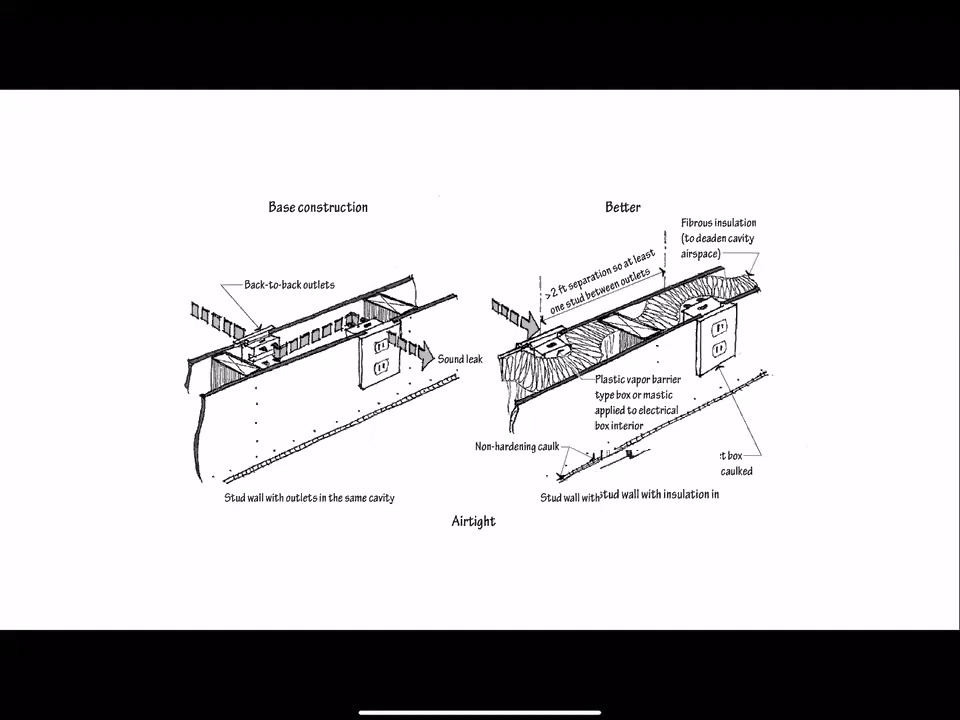 Base construction
Better
Fibrous insulation
(to deaden cavity
airspace)
>2 ft separation so at least
one stud between outlets
Back-to-back outlets
Sound leak
Plastic vapor barrier
type box or mastic
applied to electrical
box interior
Non-hardening caulk
t box
caulked
Stud wall with outlets in the same cavity
Stud wall with
stud wall with insulation in
Airtight